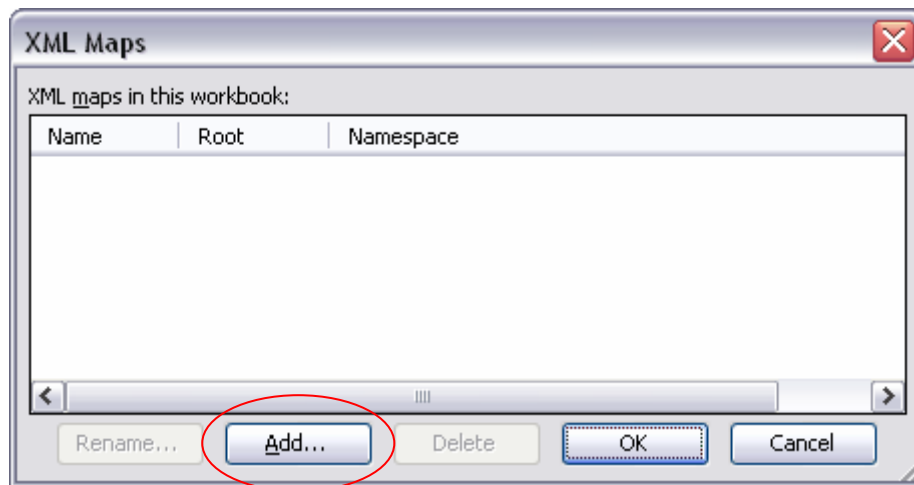 XML Maps
XML maps in this workbook:
Name Root Namespace
Rename... Add... Delete OK Cancel